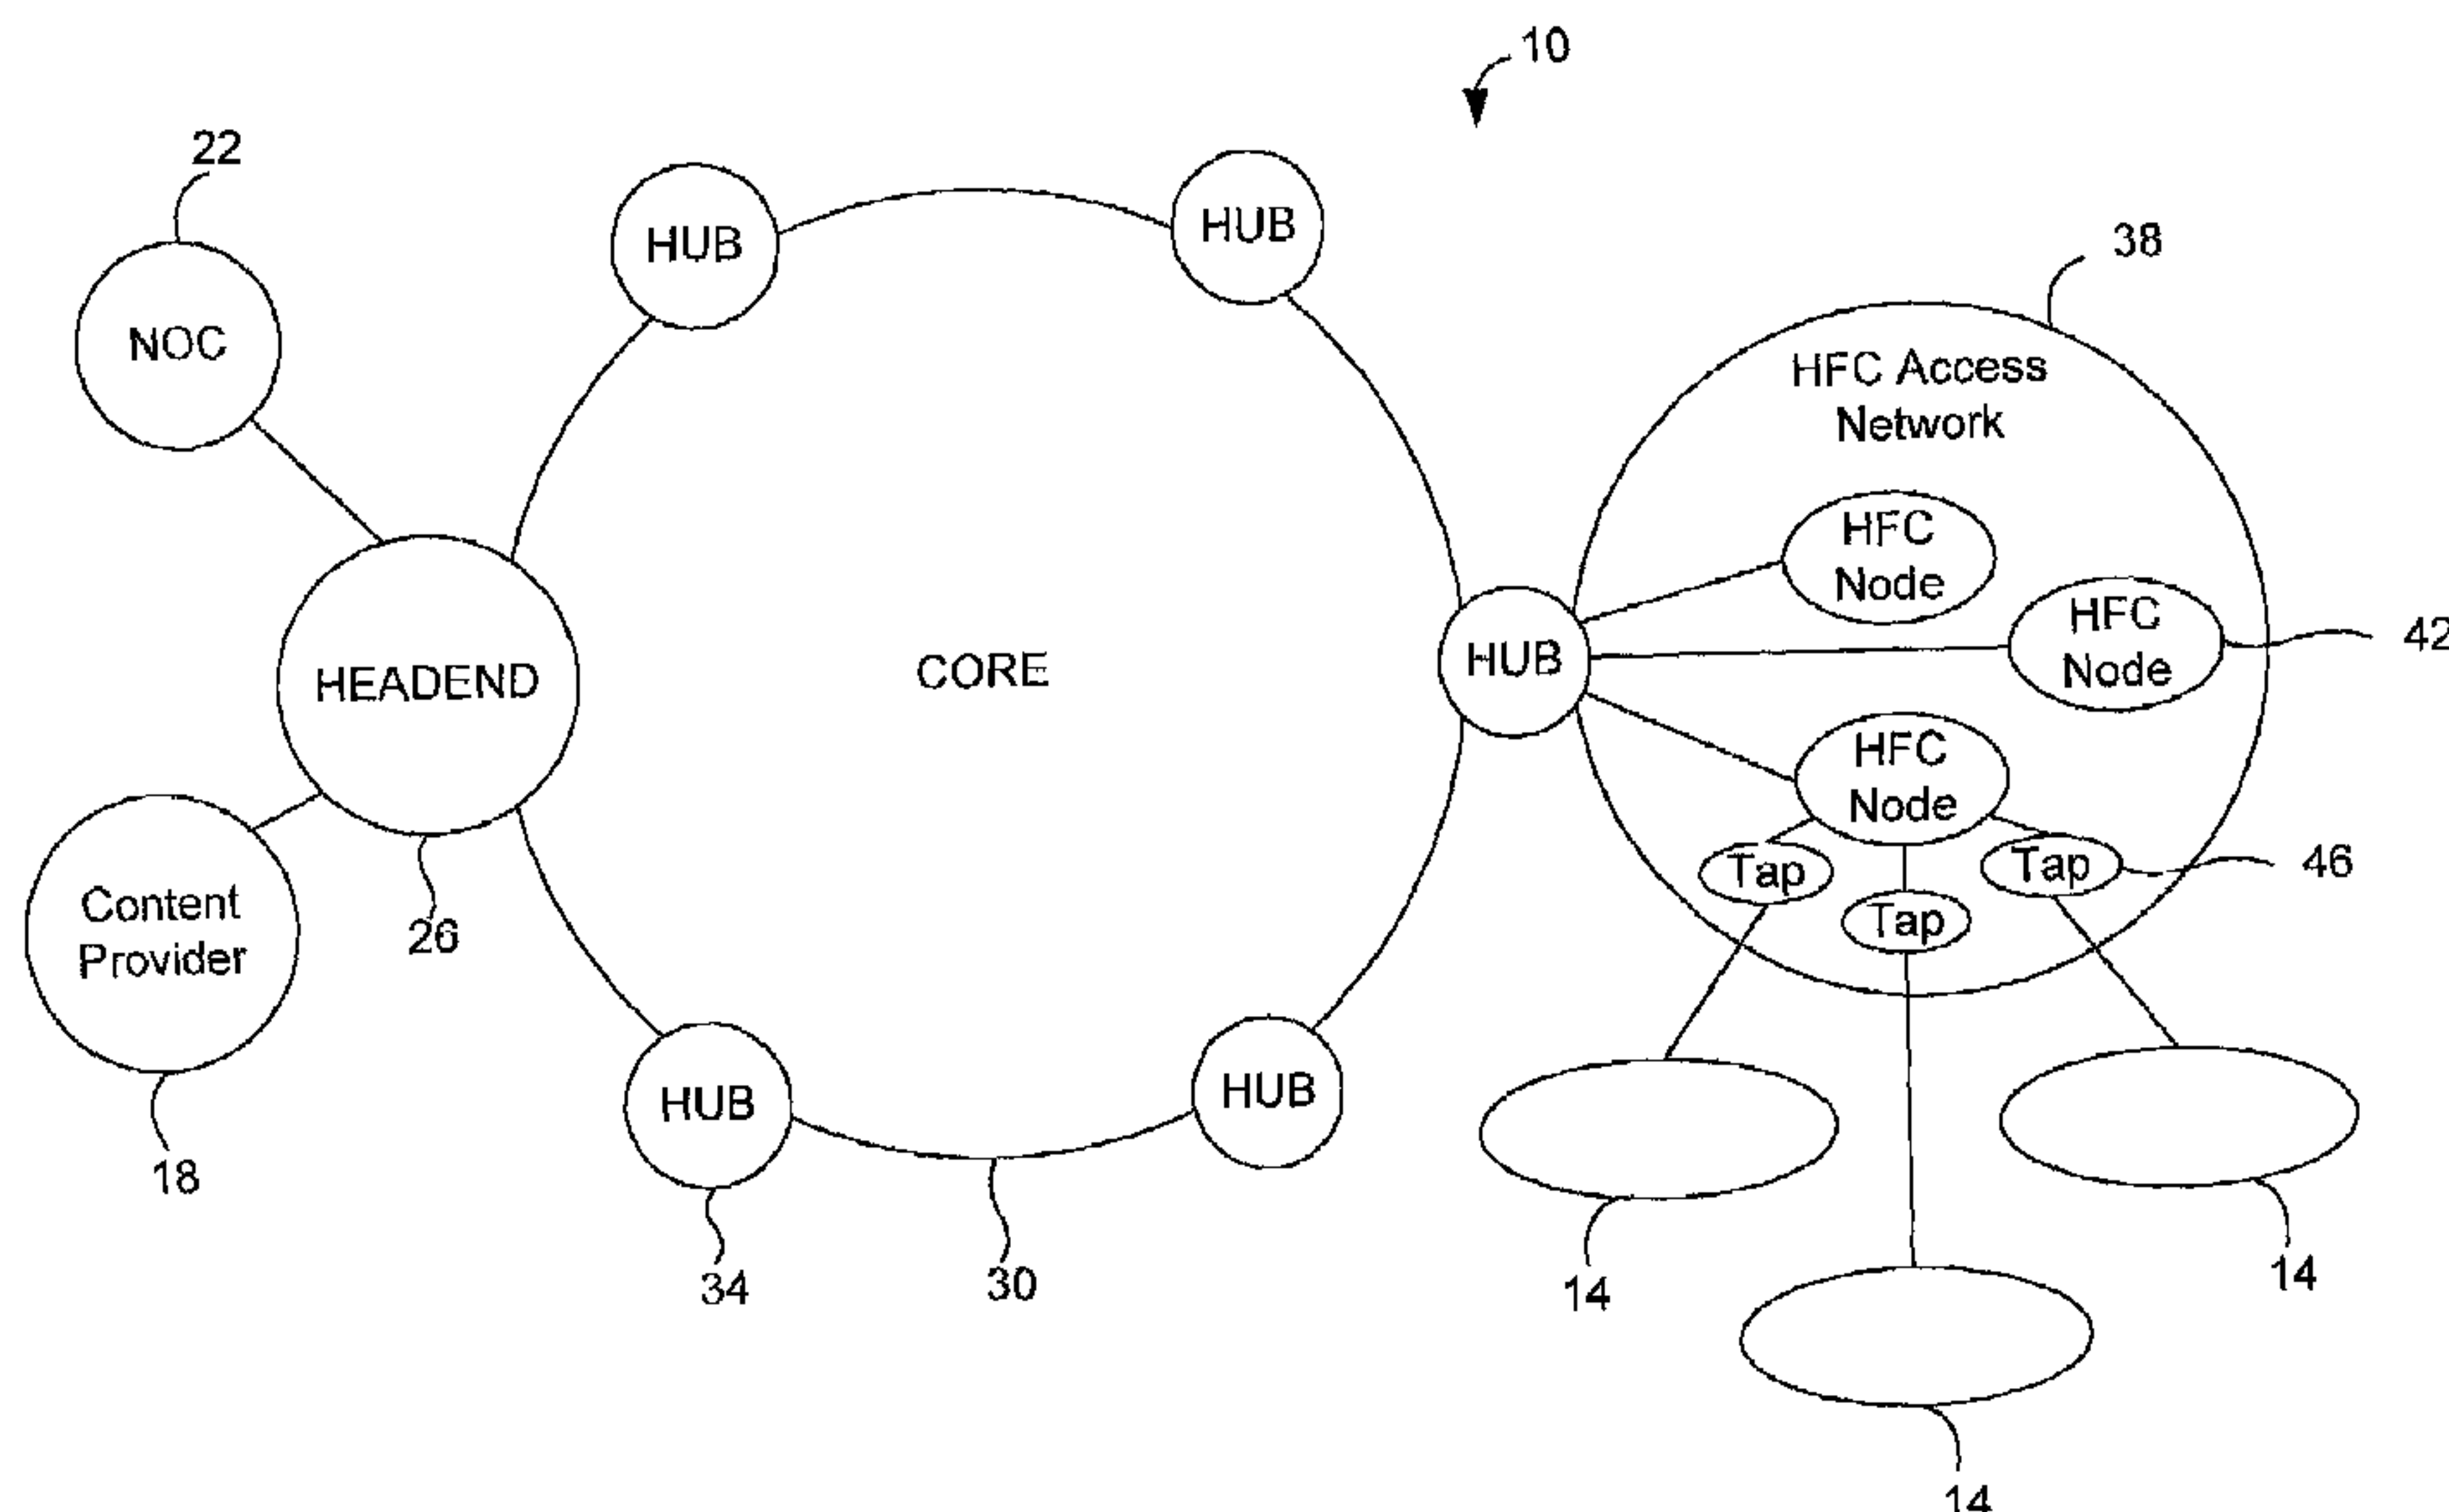 10
22
HUB
HUB
38
NOC
HFC Access
Network
HFC
Node
HFC
Node
42
HEADEND
CORE
HUB
HFC
Node
Tap
Tap
46
Tap
Content
Provider
26
HUB
HUB
18
34
30
14
14
14